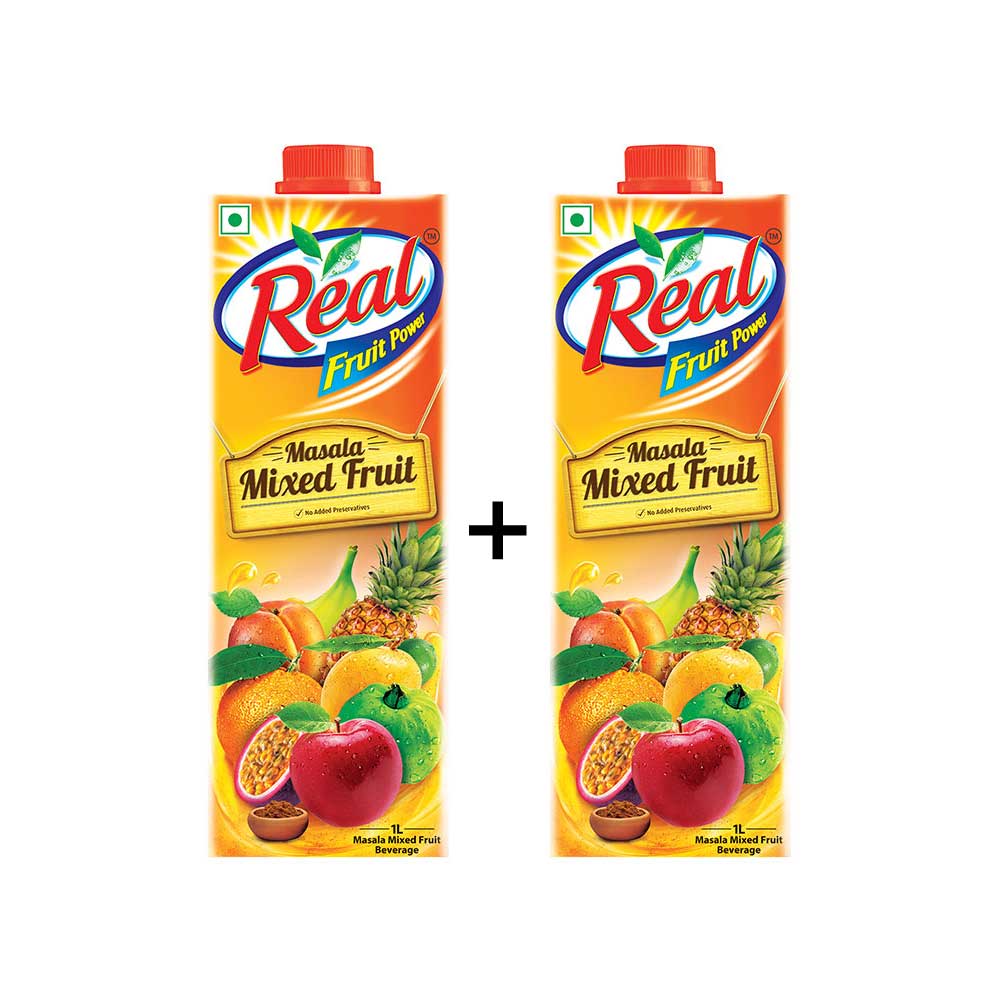 Real
TM
Fruit Power
Masala
Mixed Fruit
✓ No Added Preservatives
1L
Masala Mixed Fruit
Beverage
+
Real
TM
Fruit Power
Masala
Mixed Fruit
✓ No Added Preservatives
1L
Masala Mixed Fruit
Beverage